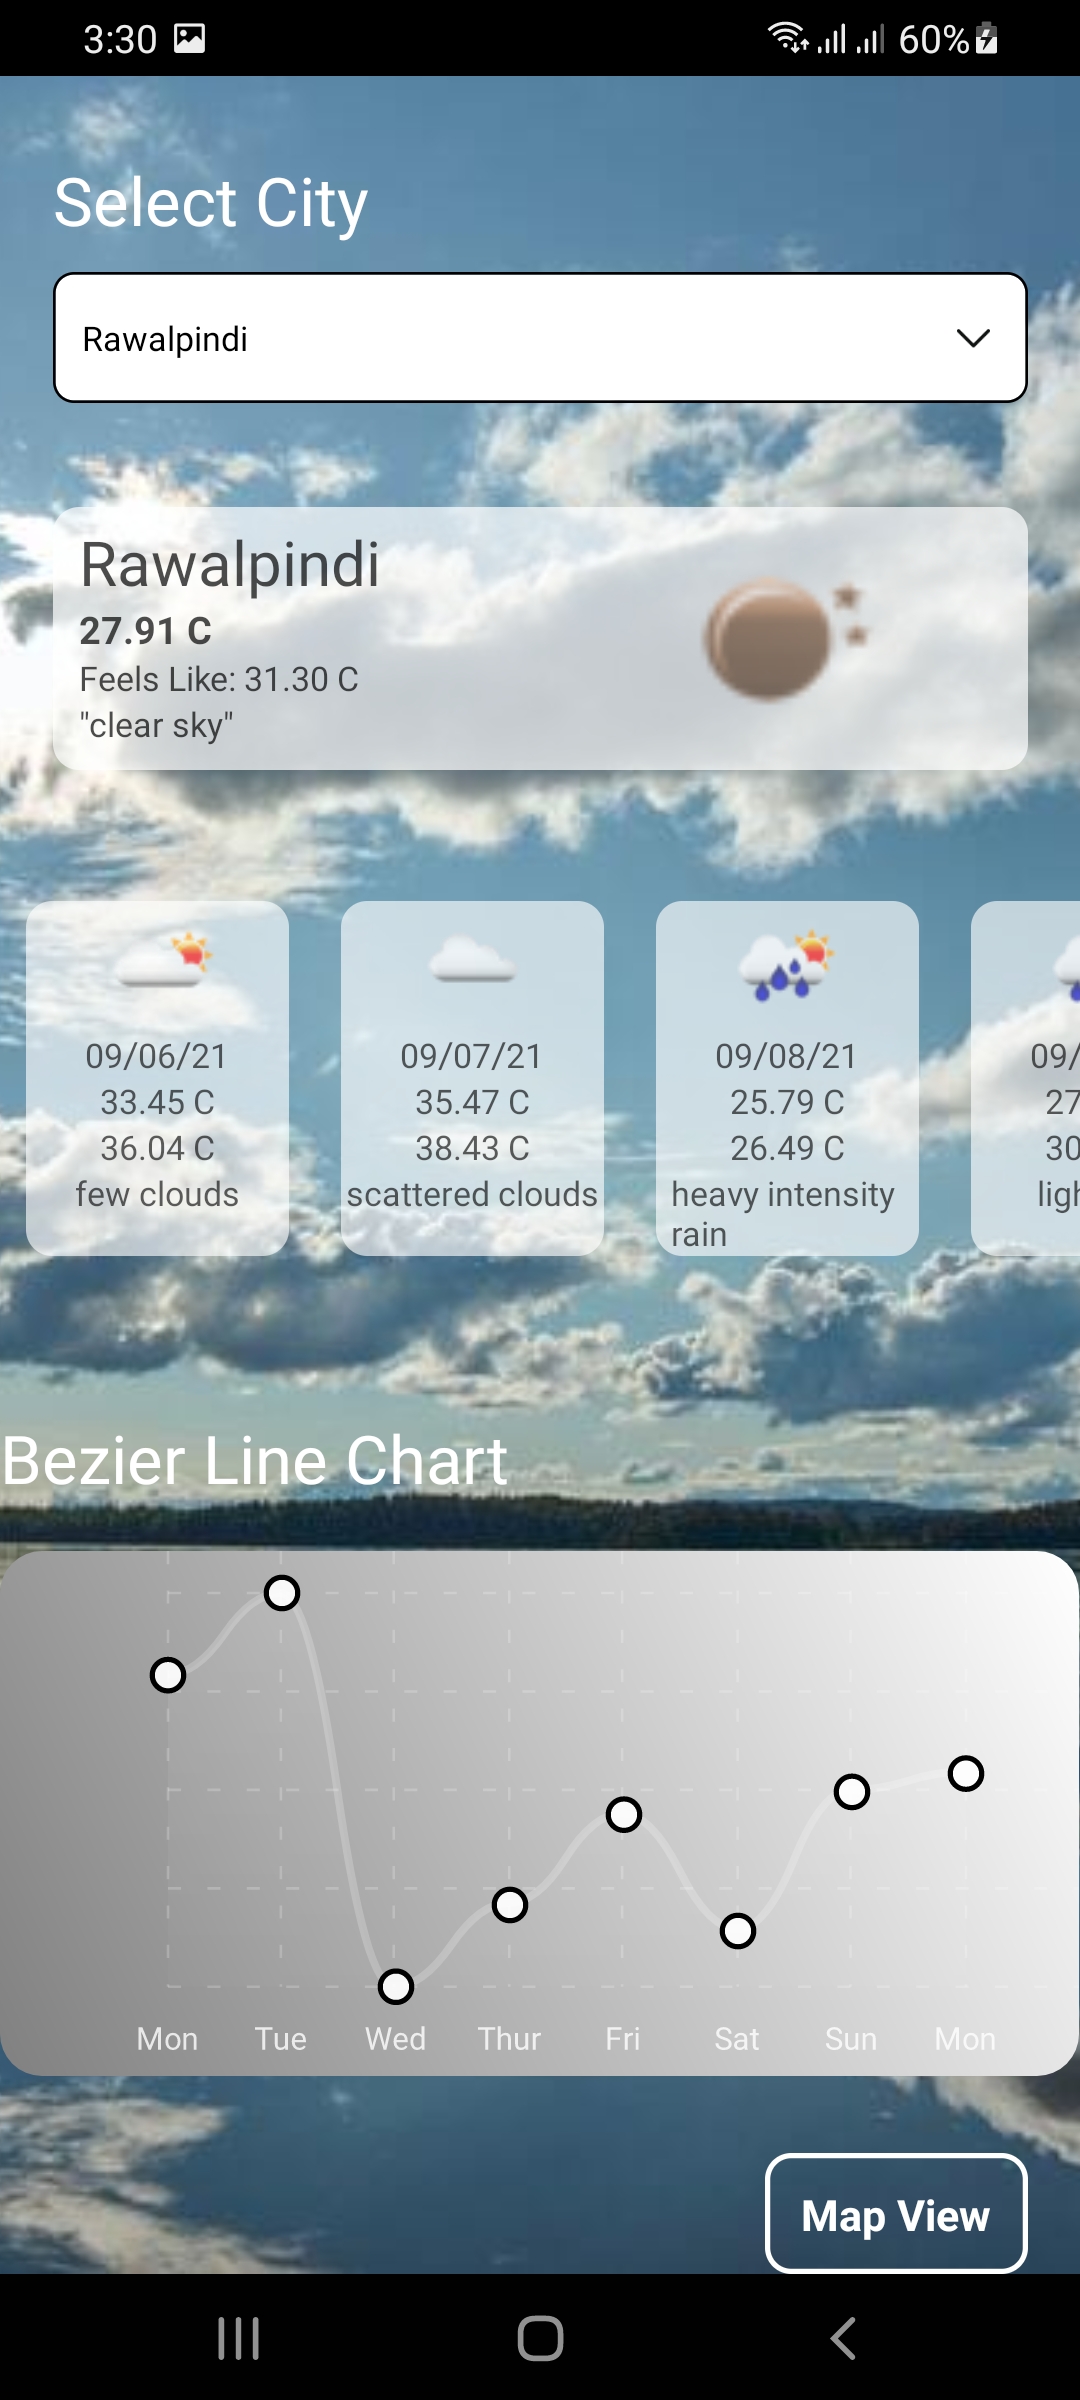 3:30 60%
Select City
Rawalpindi
Rawalpindi
27.91 C
Feels Like: 31.30 C
"clear sky"
09/06/21
33.45 C
36.04 C
few clouds
09/07/21
35.47 C
38.43 C
scattered clouds
09/08/21
25.79 C
26.49 C
heavy intensity
rain
09/
27
30
Bezier Line Chart
Mon Tue Wed Thur Fri Sat Sun Mon
Map View